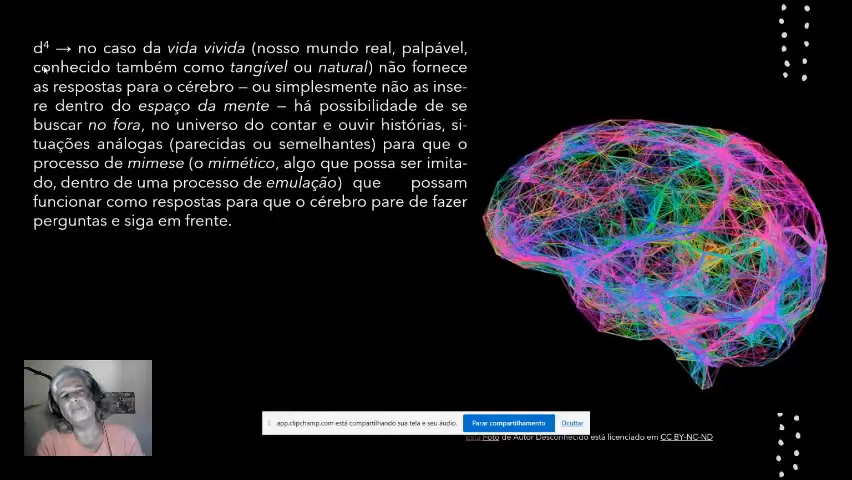 d⁴ → no caso da vida vivida (nosso mundo real, palpável,
conhecido também como tangível ou natural) não fornece
as respostas para o cérebro – ou simplesmente não as inse-
re dentro do espaço da mente – há possibilidade de se
buscar no fora, no universo do contar e ouvir histórias, si-
tuações análogas (parecidas ou semelhantes) para que o
processo de mimese (o mimético, algo que possa ser imita-
do, dentro de uma processo de emulação) que possam
funcionar como respostas para que o cérebro pare de fazer
perguntas e siga em frente.
app.clipchamp.com está compartilhando sua tela e seu áudio.
Parar compartilhamento
Ocultar
Esta Foto de Autor Desconhecido está licenciado em CC BY-NC-ND